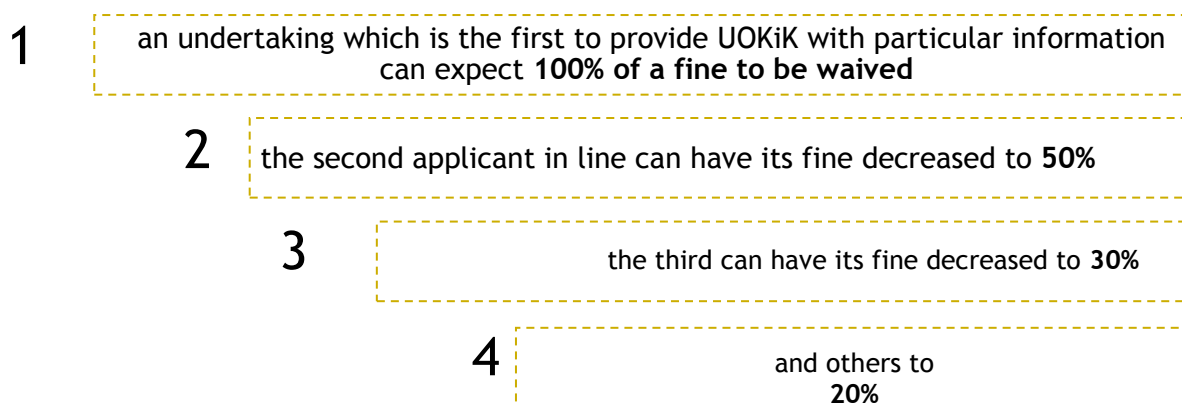 1
an undertaking which is the first to provide UOKiK with particular information
can expect 100% of a fine to be waived
2
the second applicant in line can have its fine decreased to 50%
3
the third can have its fine decreased to 30%
4
and others to
20%